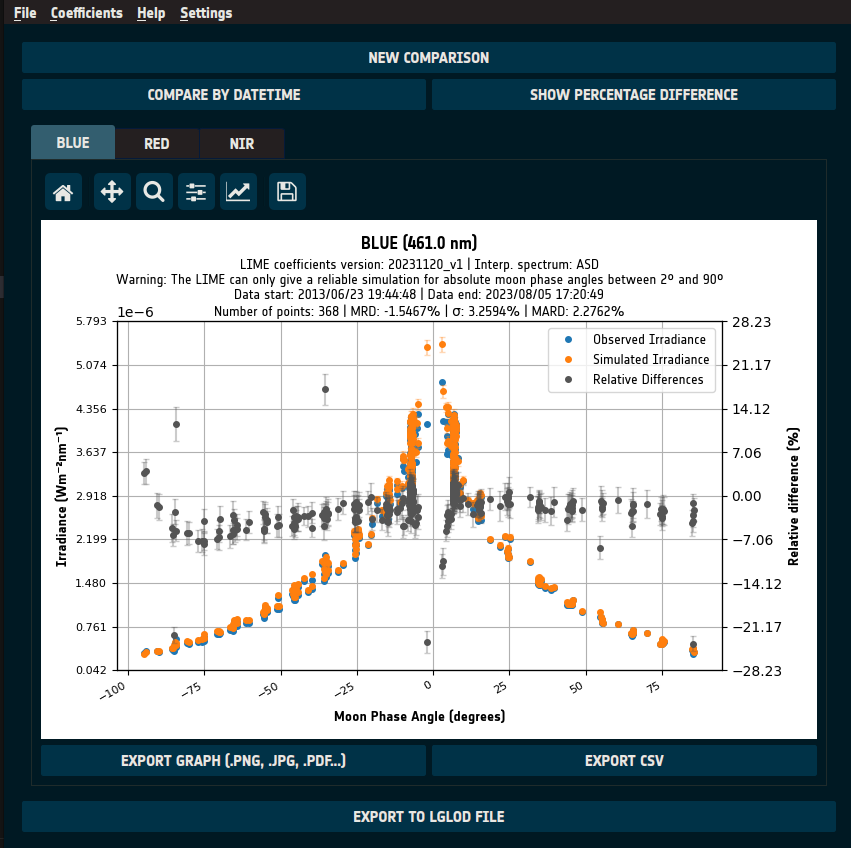 File Coefficients Help Settings
NEW COMPARISON
COMPARE BY DATETIME
SHOW PERCENTAGE DIFFERENCE
BLUE
RED
NIR
BLUE (461.0 nm)
LIME coefficients version: 20231120_v1 | Interp. spectrum: ASD
Warning: The LIME can only give a reliable simulation for absolute moon phase angles between 2º and 90º
Data start: 2013/06/23 19:44:48 | Data end: 2023/08/05 17:20:49
Number of points: 368 | MRD: -1.5467% | σ: 3.2594% | MARD: 2.2762%
1e−6
5.793
5.074
4.356
3.637
2.918
2.199
1.480
0.761
0.042
Irradiance (Wm⁻²nm⁻¹)
Observed Irradiance
Simulated Irradiance
Relative Differences
28.23
21.17
14.12
7.06
0.00
−7.06
−14.12
−21.17
−28.23
Relative difference (%)
−100
−75
−50
−25
0
25
50
75
Moon Phase Angle (degrees)
EXPORT GRAPH (.PNG, .JPG, .PDF...)
EXPORT CSV
EXPORT TO LGLOD FILE